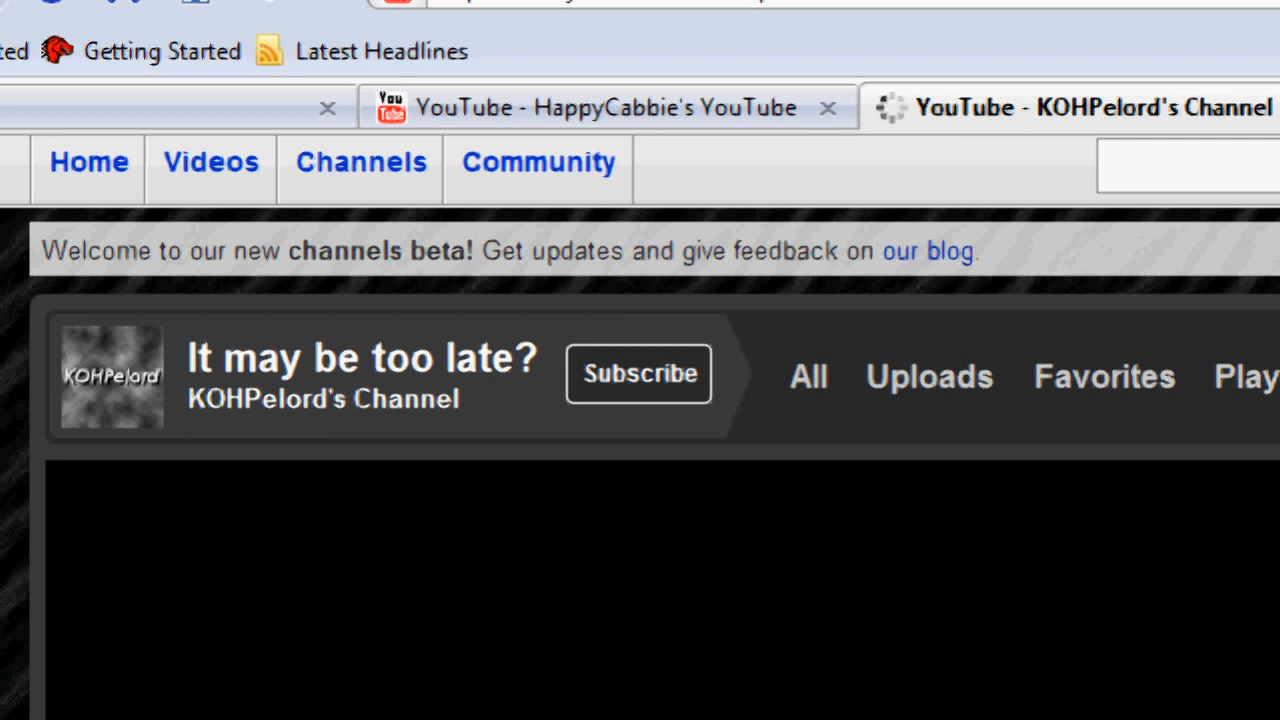 ted Getting Started Latest Headlines
You Tube YouTube - HappyCabbie's YouTube YouTube - KOHPelord's Channel
Home Videos Channels Community
Welcome to our new channels beta! Get updates and give feedback on our blog.
KOHPelord
It may be too late?
KOHPelord's Channel
Subscribe
All Uploads Favorites Play